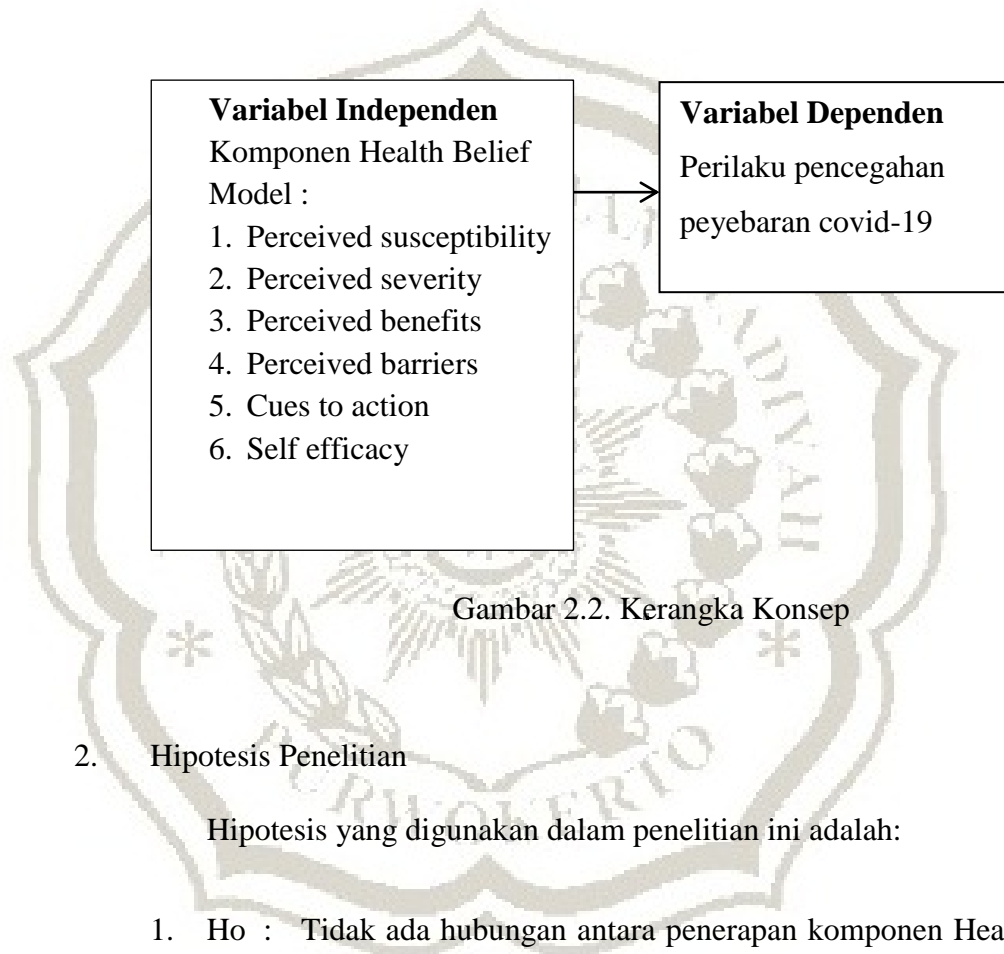 Variabel Independen
Komponen Health Belief
Model :
1. Perceived susceptibility
2. Perceived severity
3. Perceived benefits
4. Perceived barriers
5. Cues to action
6. Self efficacy
Variabel Dependen
Perilaku pencegahan
peyebaran covid-19
Gambar 2.2. Kerangka Konsep
2. Hipotesis Penelitian
Hipotesis yang digunakan dalam penelitian ini adalah:
1. Ho : Tidak ada hubungan antara penerapan komponen Hea
PURWOKERTO